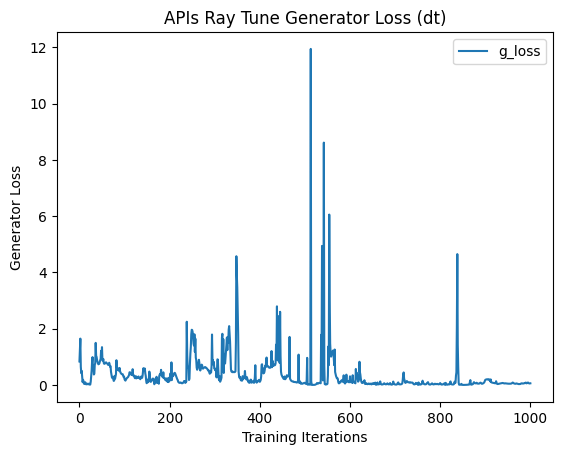 APIs Ray Tune Generator Loss (dt)
g_loss
Generator Loss
12
10
8
6
4
2
0
0 200 400 600 800 1000
Training Iterations